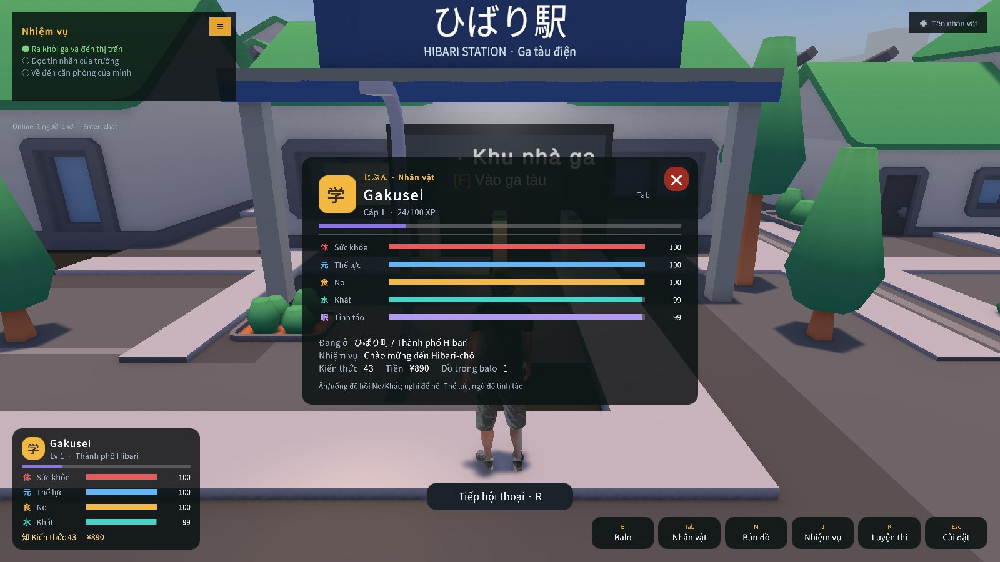 ひばり駅
HIBARI STATION · Ga tàu điện
Nhiệm vụ
Ra khỏi ga và đến thị trấn
Đọc tin nhắn của trường
Về đến căn phòng của mình
Tên nhân vật
Online: 1 người chơi | Enter: chat
- Khu nhà ga
[F] Vào ga tàu
学
じぶん · Nhân vật
Gakusei
Tab
Cấp 1 · 24/100 XP
体 Sức khỏe 100
元 Thể lực 100
食 No 100
水 Khát 99
眠 Tỉnh táo 99
Đang ở ひばり町 / Thành phố Hibari
Nhiệm vụ Chào mừng đến Hibari-chō
Kiến thức 43 Tiền ¥890 Đồ trong balo 1
Ăn/uống để hồi No/Khát; nghỉ để hồi Thể lực, ngủ để tỉnh táo.
学
Gakusei
Lv 1 · Thành phố Hibari
体 Sức khỏe 100
元 Thể lực 100
食 No 100
水 Khát 99
知 Kiến thức 43 ¥890
Tiếp hội thoại · R
B
Balo
Tab
Nhân vật
M
Bản đồ
J
Nhiệm vụ
K
Luyện thi
Esc
Cài đặt